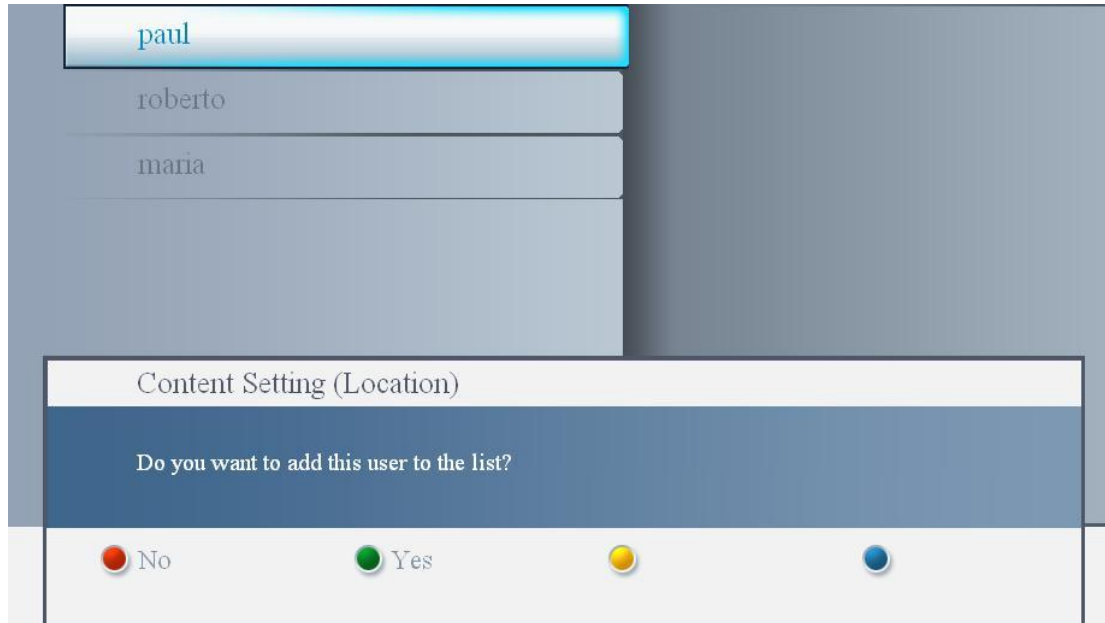 paul
roberto
maria
Content Setting (Location)
Do you want to add this user to the list?
No
Yes